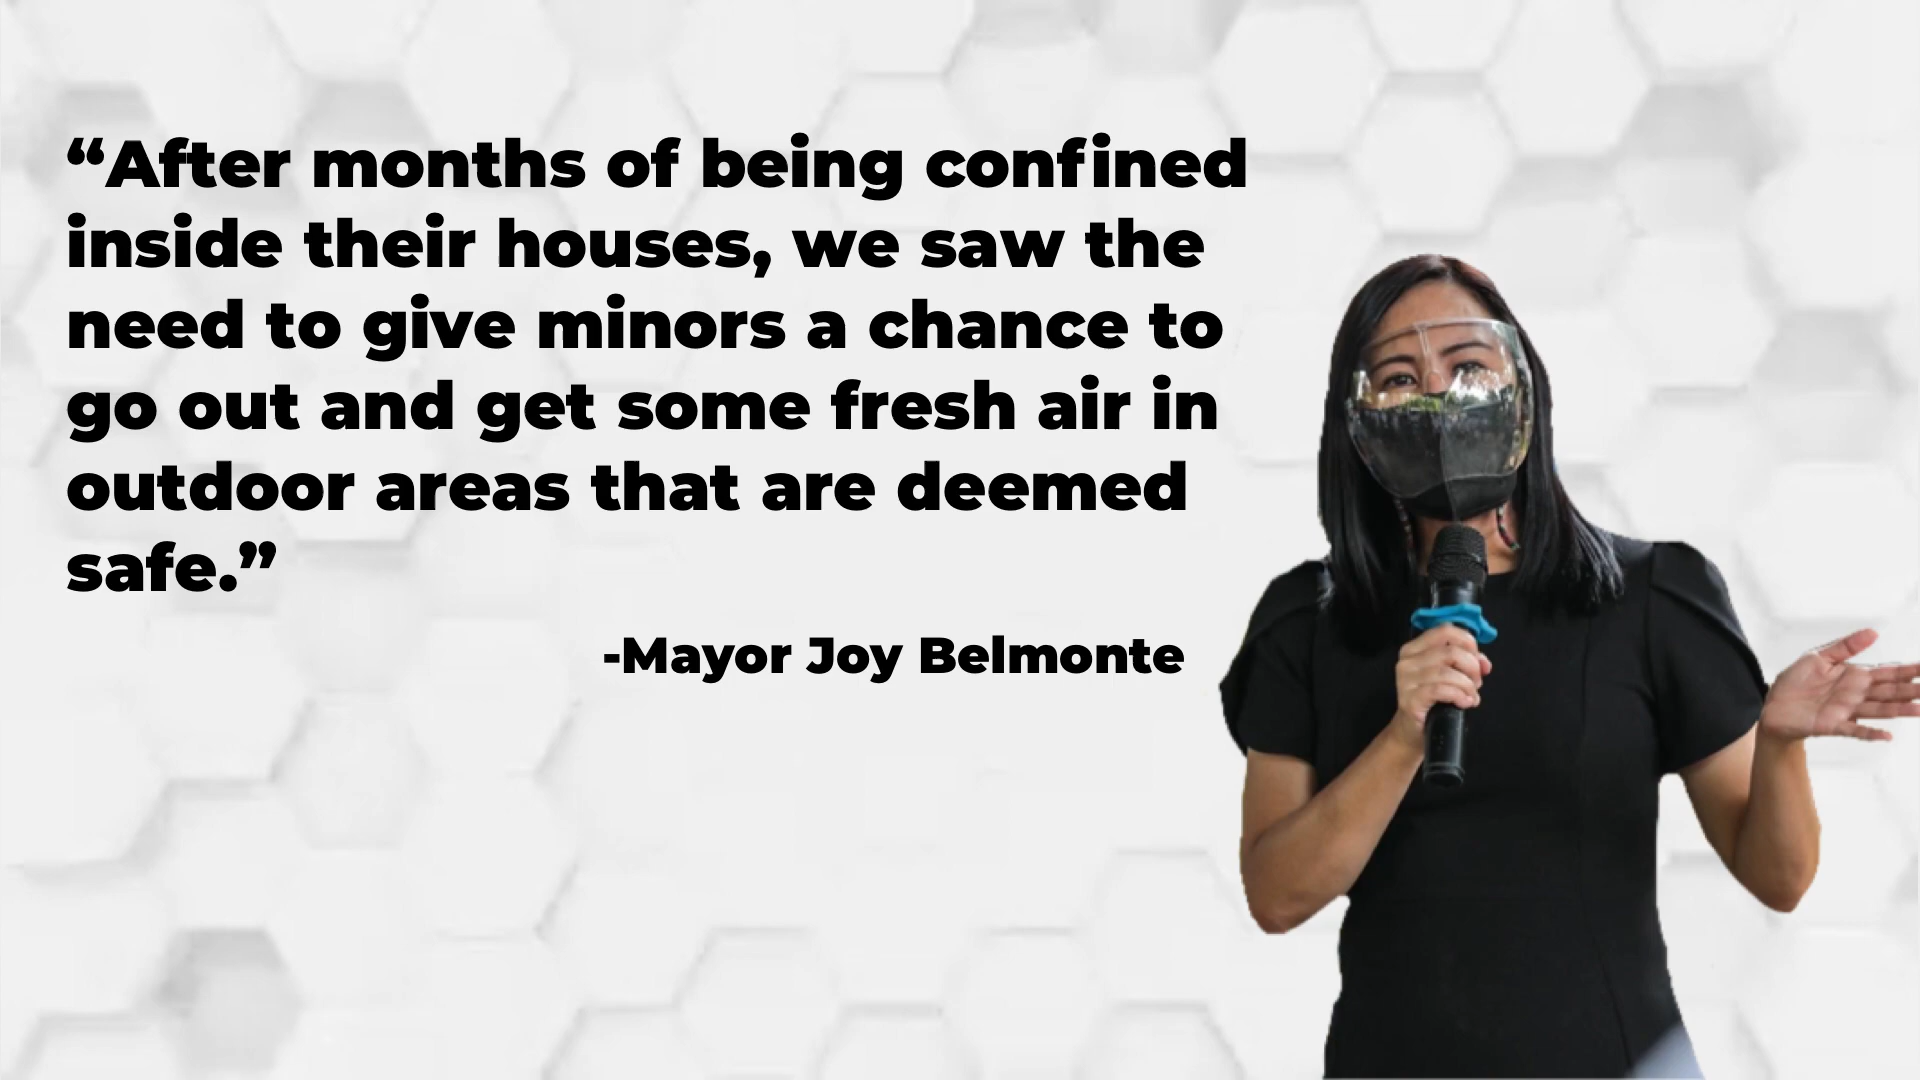 “After months of being confined
inside their houses, we saw the
need to give minors a chance to
go out and get some fresh air in
outdoor areas that are deemed
safe.”
-Mayor Joy Belmonte